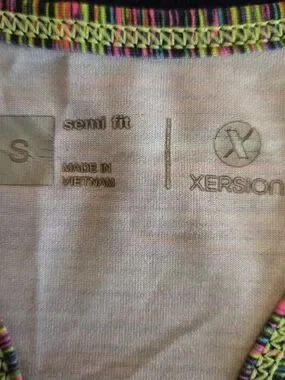 S
semi fit
MADE IN
VIETNAM
X
XERSION